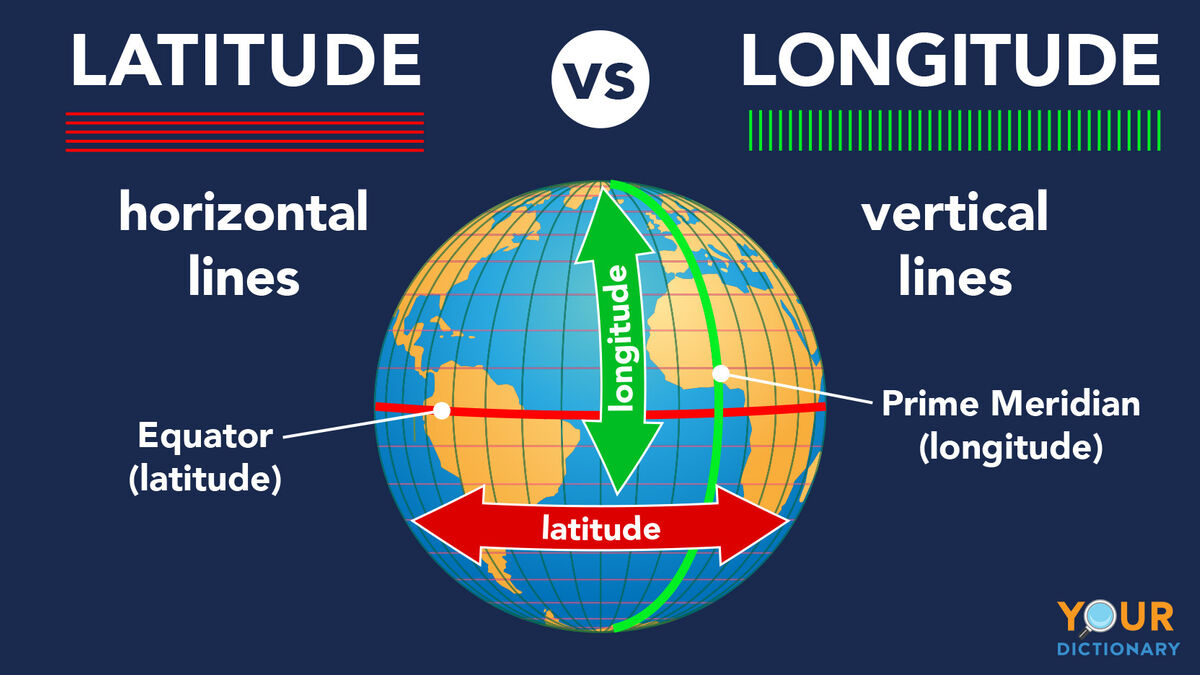 LATITUDE
VS
LONGITUDE
horizontal
lines
vertical
lines
longitude
Equator
(latitude)
Prime Meridian
(longitude)
latitude
YOUR
DICTIONARY